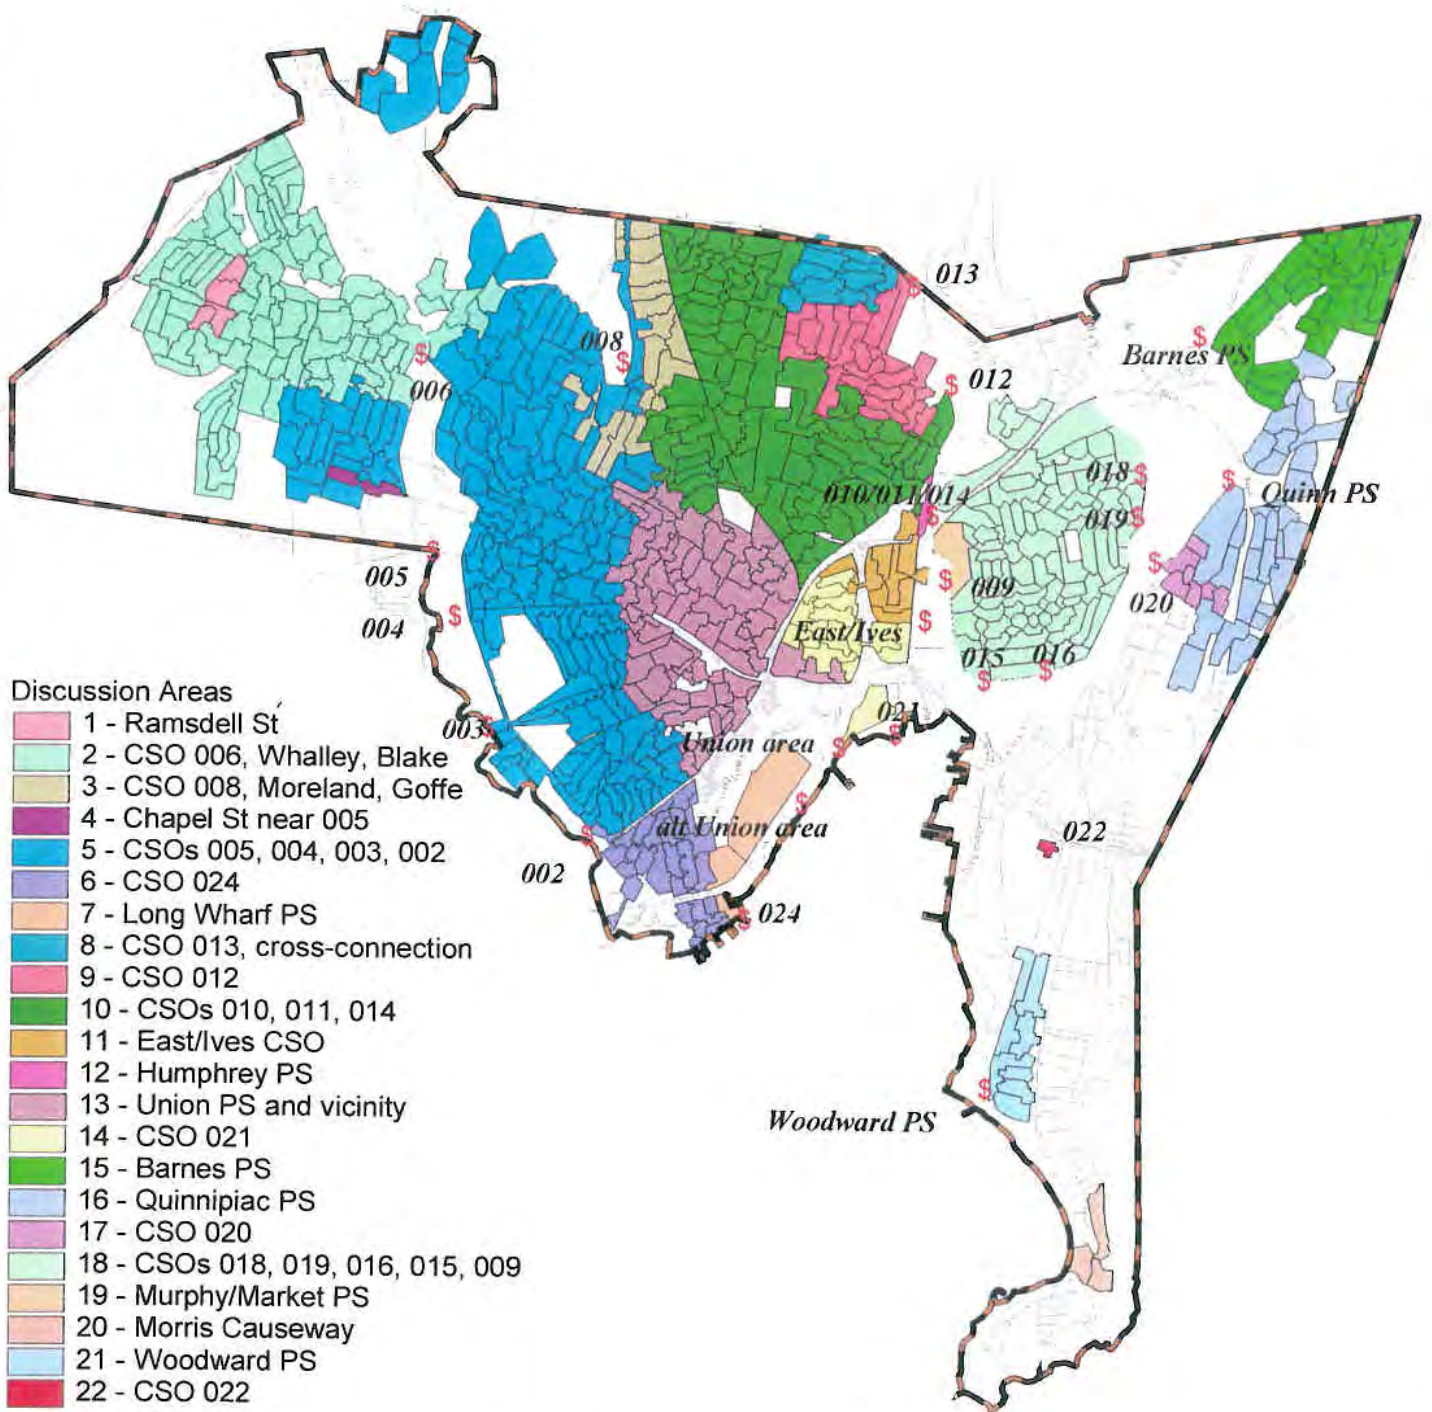 013
008
Barnes PS
012
006
018
010/011/014
Quinn PS
019
005
009
020
004
East/Ives
015
016
Discussion Areas
1 - Ramsdell St
003
021
2 - CSO 006, Whalley, Blake
Union area
3 - CSO 008, Moreland, Goffe
4 - Chapel St near 005
alt Union area
022
5 - CSOs 005, 004, 003, 002
002
6 - CSO 024
7 - Long Wharf PS
024
8 - CSO 013, cross-connection
9 - CSO 012
10 - CSOs 010, 011, 014
11 - East/Ives CSO
12 - Humphrey PS
13 - Union PS and vicinity
Woodward PS
14 - CSO 021
15 - Barnes PS
16 - Quinnipiac PS
17 - CSO 020
18 - CSOs 018, 019, 016, 015, 009
19 - Murphy/Market PS
20 - Morris Causeway
21 - Woodward PS
22 - CSO 022